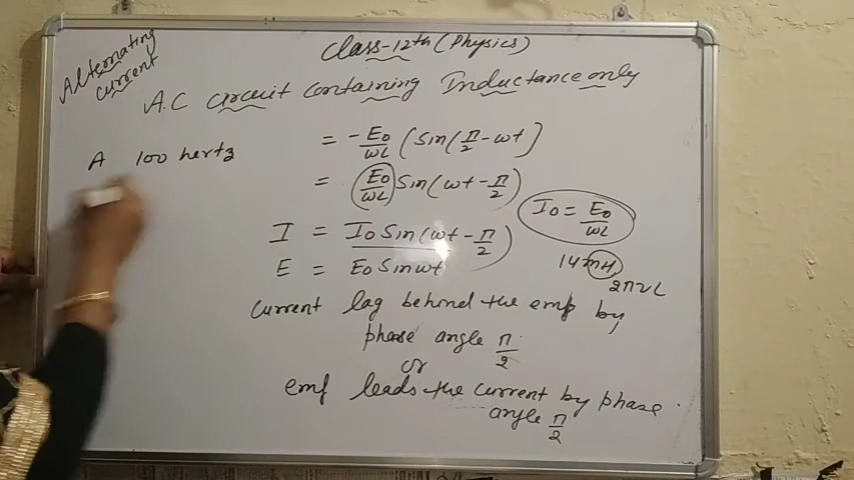 Alternating
current
Class-12th (Physics)
A.C circuit containing Inductance only
A 100 hertz
= -E₀/ωL (Sin(π/2 - ωt)
= (E₀/ωL) Sin(ωt - π/2)
I₀ = E₀/ωL
I = I₀ Sin(ωt - π/2)
E = E₀ Sinωt
14mH
2πνL
Current lag behind the emf by
phase angle π/2.
or
emf leads the current by phase.
angle π/2